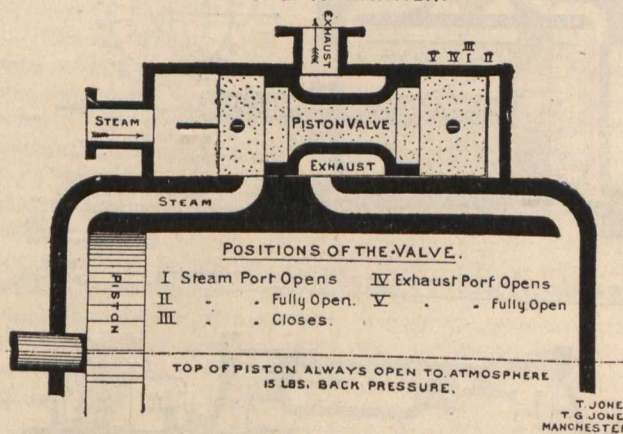 EXHAUST
III
V IV I II
STEAM
PISTON VALVE
EXHAUST
STEAM
POSITIONS OF THE VALVE.
I Steam Port Opens
II " " Fully Open.
III " " Closes.
IV Exhaust Port Opens
V " " Fully Open
PISTON
TOP OF PISTON ALWAYS OPEN TO ATMOSPHERE
15 LBS. BACK PRESSURE.
T. JONE
T. G. JONE
MANCHESTER